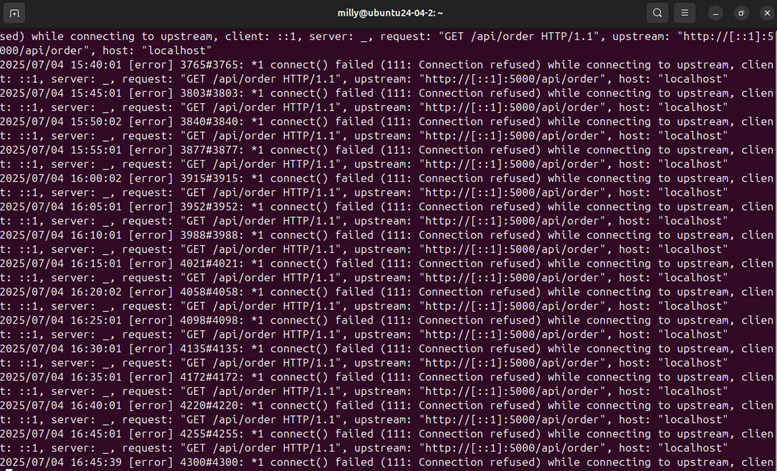 milly@ubuntu24-04-2: ~
sed) while connecting to upstream, client: ::1, server: _, request: "GET /api/order HTTP/1.1", upstream: "http://[::1]:5
000/api/order", host: "localhost"
2025/07/04 15:40:01 [error] 3765#3765: *1 connect() failed (111: Connection refused) while connecting to upstream, clien
t: ::1, server: _, request: "GET /api/order HTTP/1.1", upstream: "http://[::1]:5000/api/order", host: "localhost"
2025/07/04 15:45:01 [error] 3803#3803: *1 connect() failed (111: Connection refused) while connecting to upstream, clien
t: ::1, server: _, request: "GET /api/order HTTP/1.1", upstream: "http://[::1]:5000/api/order", host: "localhost"
2025/07/04 15:50:02 [error] 3840#3840: *1 connect() failed (111: Connection refused) while connecting to upstream, clien
t: ::1, server: _, request: "GET /api/order HTTP/1.1", upstream: "http://[::1]:5000/api/order", host: "localhost"
2025/07/04 15:55:01 [error] 3877#3877: *1 connect() failed (111: Connection refused) while connecting to upstream, clien
t: ::1, server: _, request: "GET /api/order HTTP/1.1", upstream: "http://[::1]:5000/api/order", host: "localhost"
2025/07/04 16:00:02 [error] 3915#3915: *1 connect() failed (111: Connection refused) while connecting to upstream, clien
t: ::1, server: _, request: "GET /api/order HTTP/1.1", upstream: "http://[::1]:5000/api/order", host: "localhost"
2025/07/04 16:05:01 [error] 3952#3952: *1 connect() failed (111: Connection refused) while connecting to upstream, clien
t: ::1, server: _, request: "GET /api/order HTTP/1.1", upstream: "http://[::1]:5000/api/order", host: "localhost"
2025/07/04 16:10:01 [error] 3988#3988: *1 connect() failed (111: Connection refused) while connecting to upstream, clien
t: ::1, server: _, request: "GET /api/order HTTP/1.1", upstream: "http://[::1]:5000/api/order", host: "localhost"
2025/07/04 16:15:01 [error] 4021#4021: *1 connect() failed (111: Connection refused) while connecting to upstream, clien
t: ::1, server: _, request: "GET /api/order HTTP/1.1", upstream: "http://[::1]:5000/api/order", host: "localhost"
2025/07/04 16:20:02 [error] 4058#4058: *1 connect() failed (111: Connection refused) while connecting to upstream, clien
t: ::1, server: _, request: "GET /api/order HTTP/1.1", upstream: "http://[::1]:5000/api/order", host: "localhost"
2025/07/04 16:25:01 [error] 4098#4098: *1 connect() failed (111: Connection refused) while connecting to upstream, clien
t: ::1, server: _, request: "GET /api/order HTTP/1.1", upstream: "http://[::1]:5000/api/order", host: "localhost"
2025/07/04 16:30:01 [error] 4135#4135: *1 connect() failed (111: Connection refused) while connecting to upstream, clien
t: ::1, server: _, request: "GET /api/order HTTP/1.1", upstream: "http://[::1]:5000/api/order", host: "localhost"
2025/07/04 16:35:01 [error] 4172#4172: *1 connect() failed (111: Connection refused) while connecting to upstream, clien
t: ::1, server: _, request: "GET /api/order HTTP/1.1", upstream: "http://[::1]:5000/api/order", host: "localhost"
2025/07/04 16:40:01 [error] 4220#4220: *1 connect() failed (111: Connection refused) while connecting to upstream, clien
t: ::1, server: _, request: "GET /api/order HTTP/1.1", upstream: "http://[::1]:5000/api/order", host: "localhost"
2025/07/04 16:45:01 [error] 4255#4255: *1 connect() failed (111: Connection refused) while connecting to upstream, clien
t: ::1, server: _, request: "GET /api/order HTTP/1.1", upstream: "http://[::1]:5000/api/order", host: "localhost"
2025/07/04 16:45:39 [error] 4300#4300: *1 connect() failed (111: Connection refused) while connecting to upstream, clien